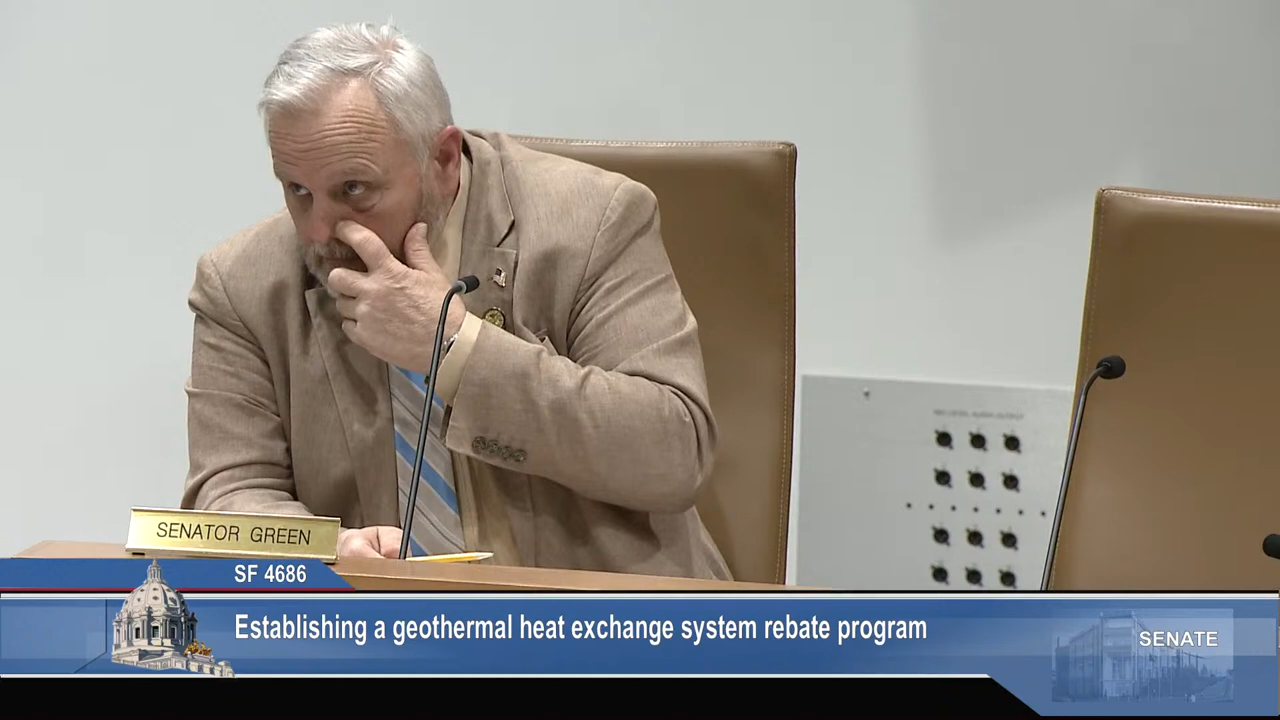 SENATOR GREEN
SF 4686
Establishing a geothermal heat exchange system rebate program
SENATE